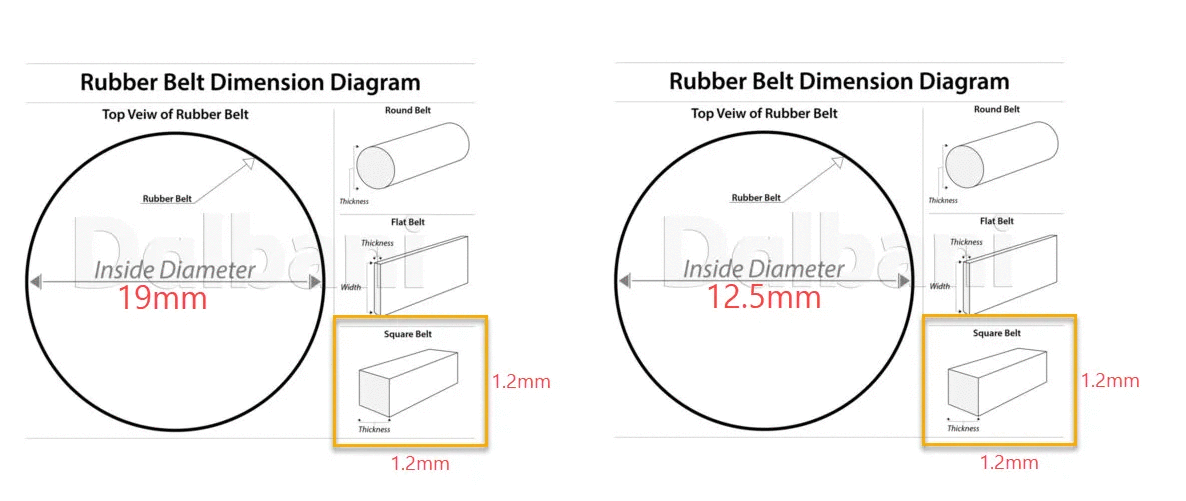 Rubber Belt Dimension Diagram
Top Veiw of Rubber Belt
Round Belt
Thickness
Rubber Belt
Flat Belt
Dalbani
Thickness
Inside Diameter
Width
19mm
Square Belt
1.2mm
Thickness
1.2mm
Rubber Belt Dimension Diagram
Top Veiw of Rubber Belt
Round Belt
Thickness
Rubber Belt
Flat Belt
Dalbani
Thickness
Inside Diameter
Width
12.5mm
Square Belt
1.2mm
Thickness
1.2mm